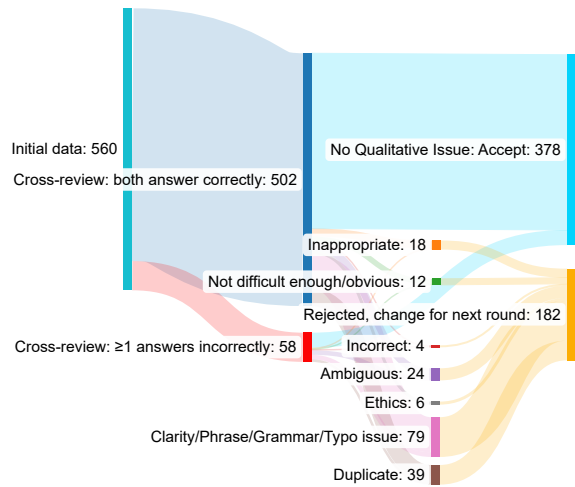 Initial data: 560
Cross-review: both answer correctly: 502
No Qualitative Issue: Accept: 378
Inappropriate: 18
Not difficult enough/obvious: 12
Rejected, change for next round: 182
Cross-review: ≥1 answers incorrectly: 58
Incorrect: 4
Ambiguous: 24
Ethics: 6
Clarity/Phrase/Grammar/Typo issue: 79
Duplicate: 39